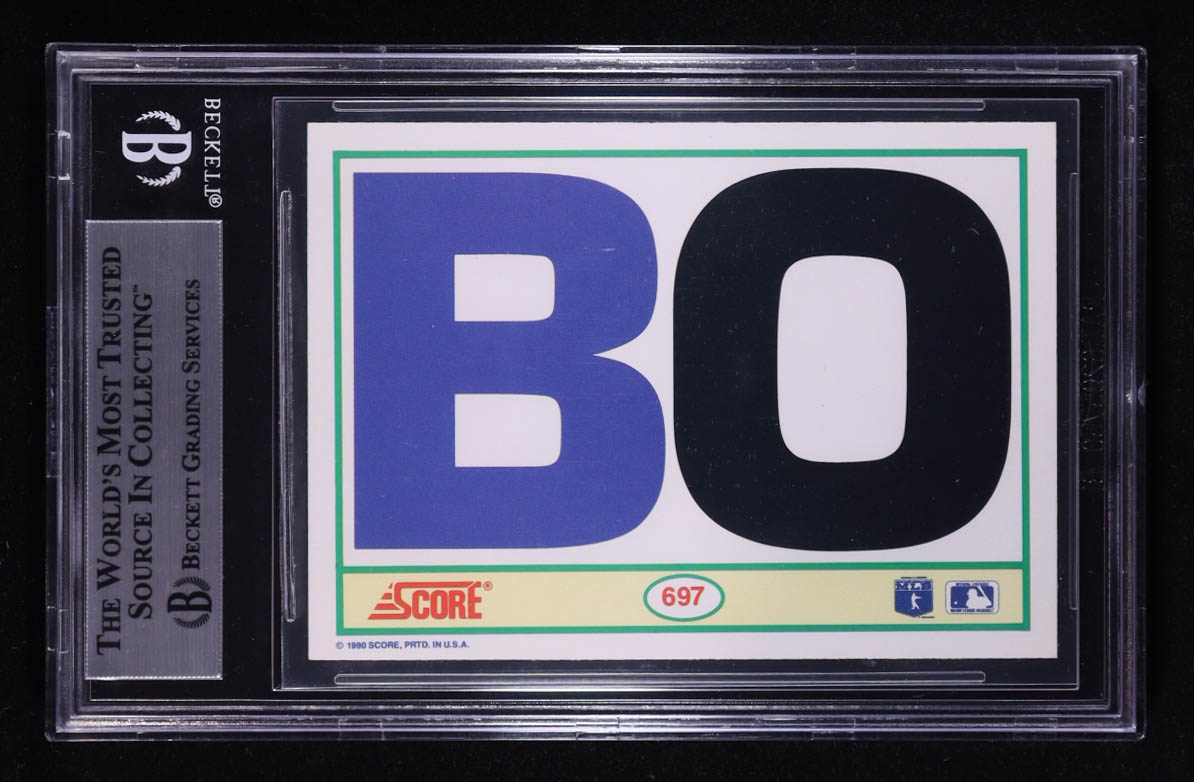 BECKETT®
B
THE WORLD'S MOST TRUSTED
SOURCE IN COLLECTING™
B BECKETT GRADING SERVICES
BO
SCORE®
697
© 1990 SCORE, PRTD. IN U.S.A.